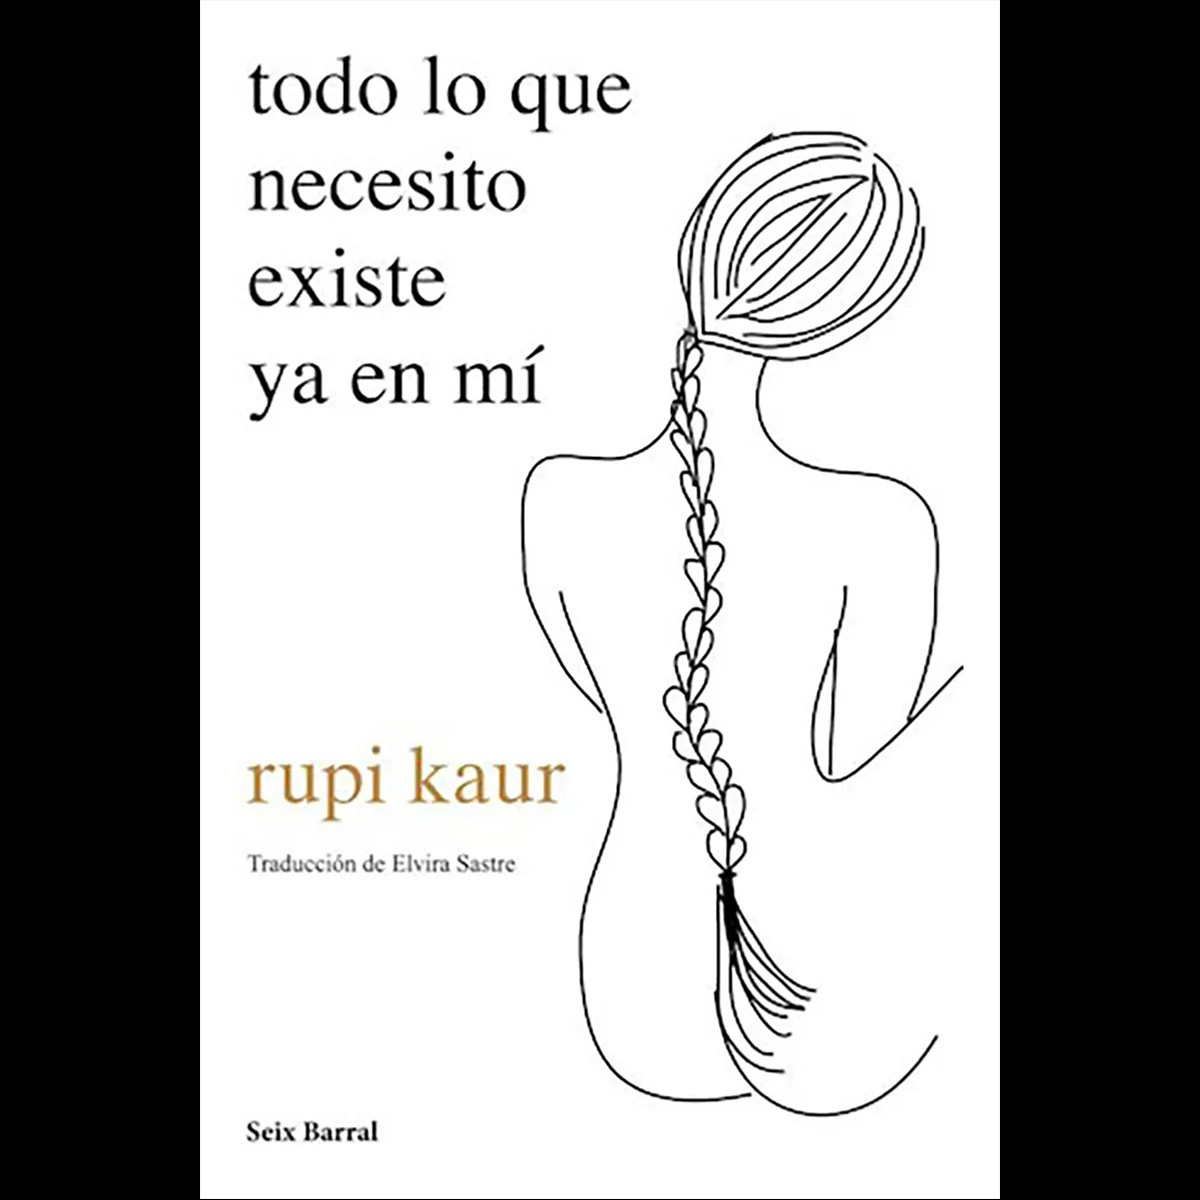 todo lo que
necesito
existe
ya en mí
rupi kaur
Traducción de Elvira Sastre
Seix Barral